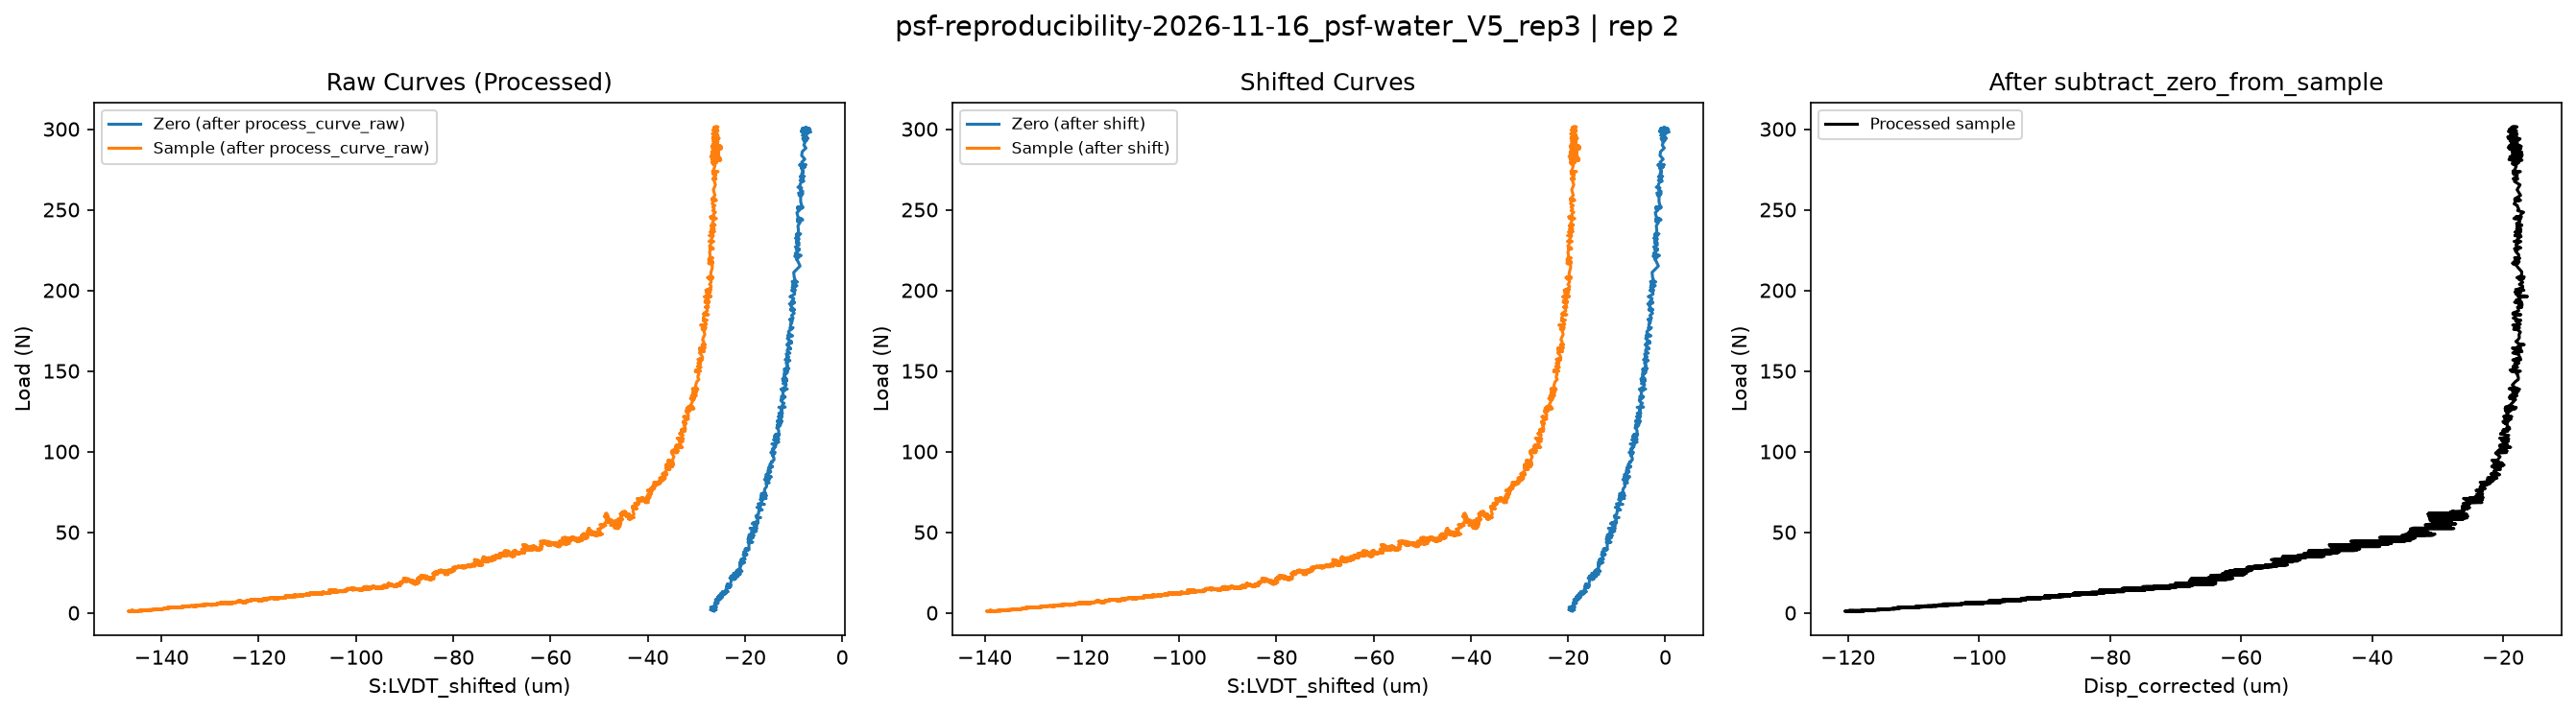 psf-reproducibility-2026-11-16_psf-water_V5_rep3 | rep 2
Raw Curves (Processed)
Zero (after process_curve_raw)
Sample (after process_curve_raw)
300
250
200
150
100
50
0
Load (N)
−140 −120 −100 −80 −60 −40 −20 0
S:LVDT_shifted (um)
Shifted Curves
Zero (after shift)
Sample (after shift)
300
250
200
150
100
50
0
Load (N)
−140 −120 −100 −80 −60 −40 −20 0
S:LVDT_shifted (um)
After subtract_zero_from_sample
Processed sample
300
250
200
150
100
50
0
Load (N)
−120 −100 −80 −60 −40 −20
Disp_corrected (um)